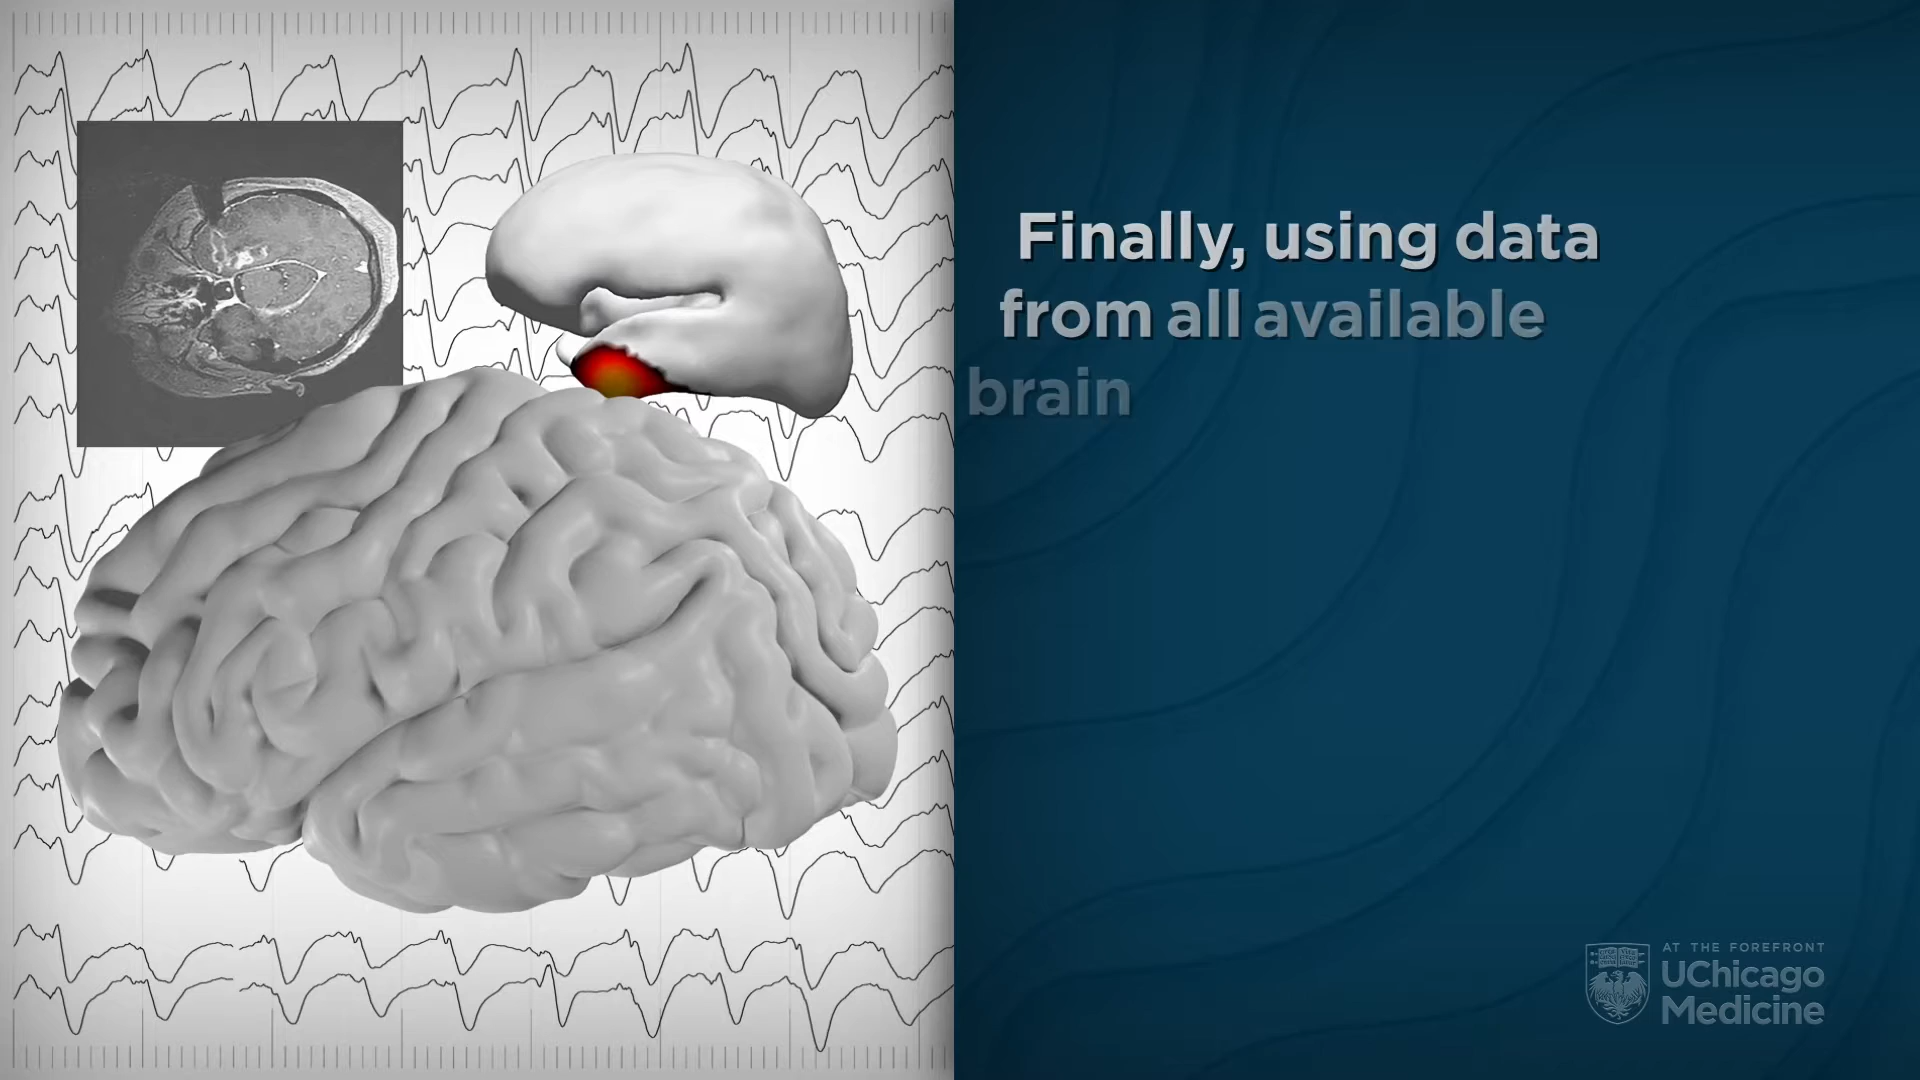 Finally, using data
from all available
brain
AT THE FOREFRONT
UChicago
Medicine